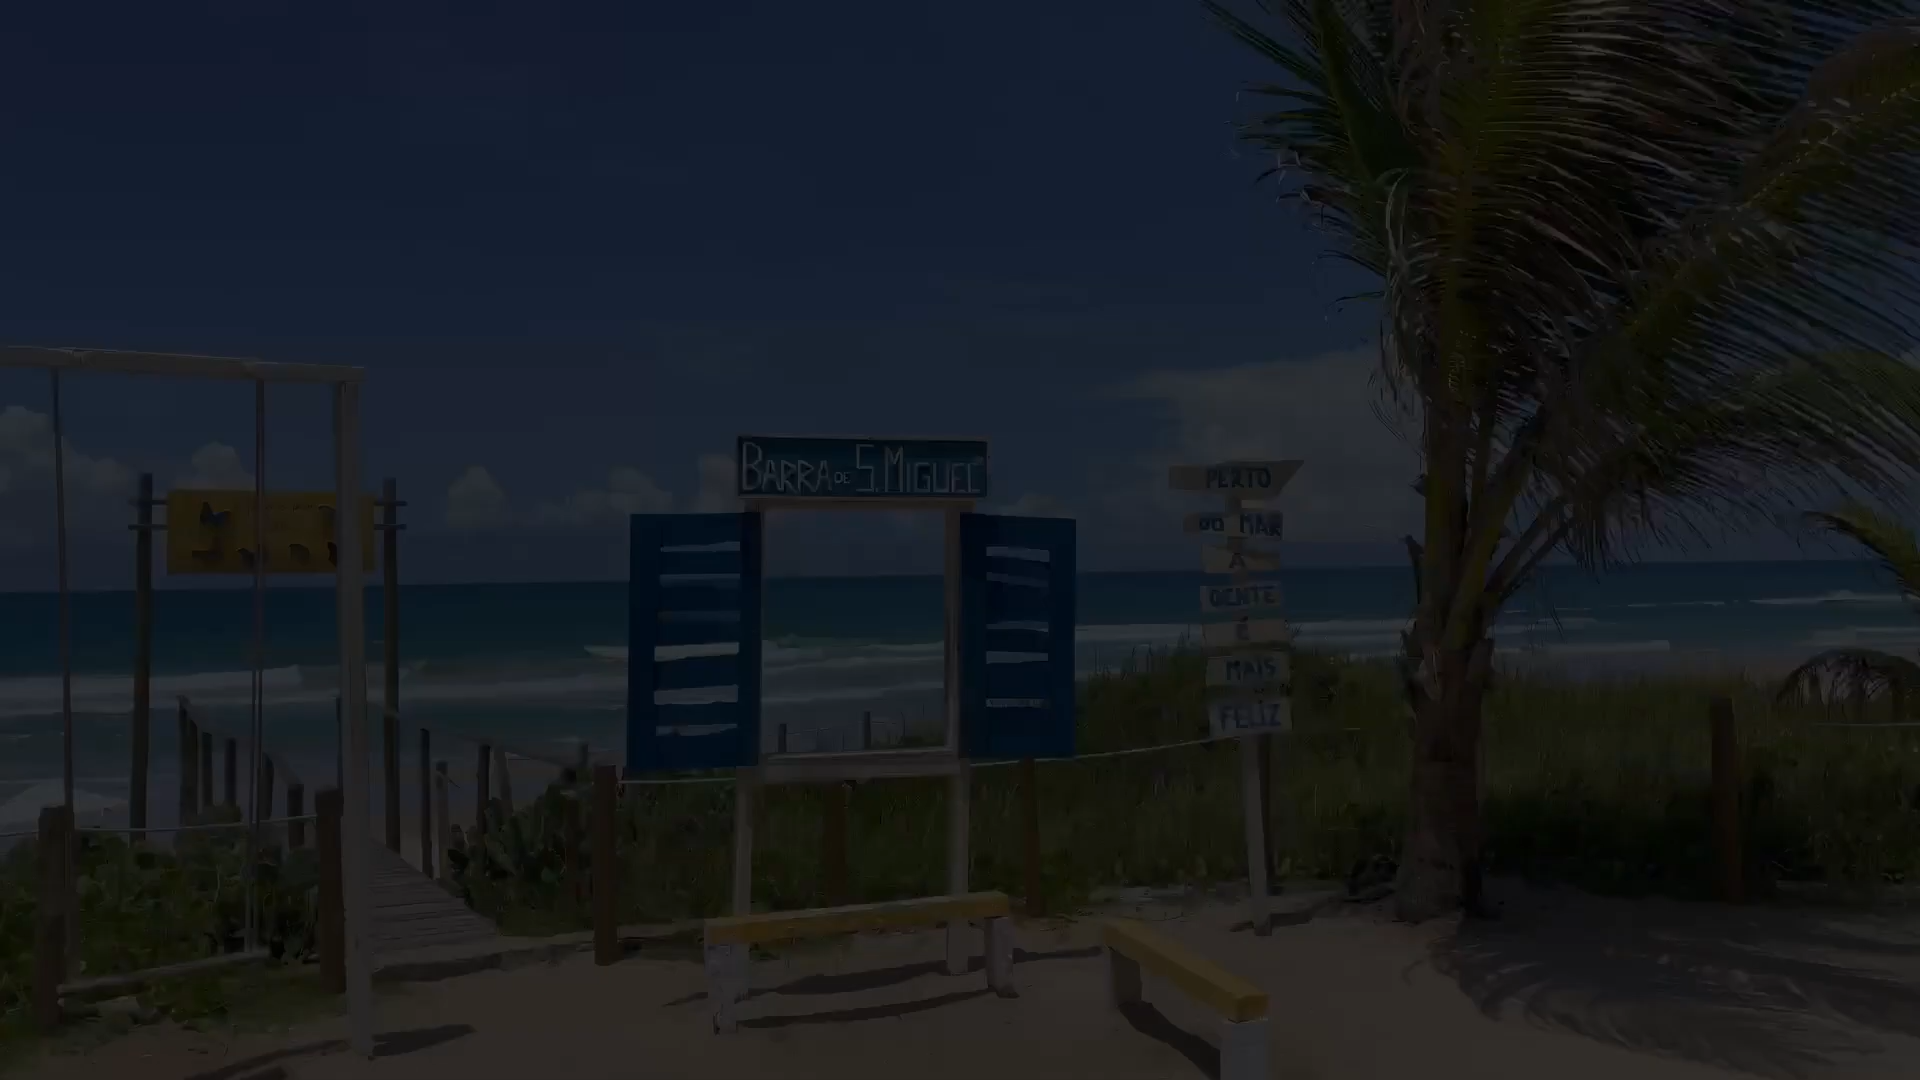 BARRA DE S. MIGUEL
PERTO
DO MAR
A
GENTE
É
MAIS
FELIZ